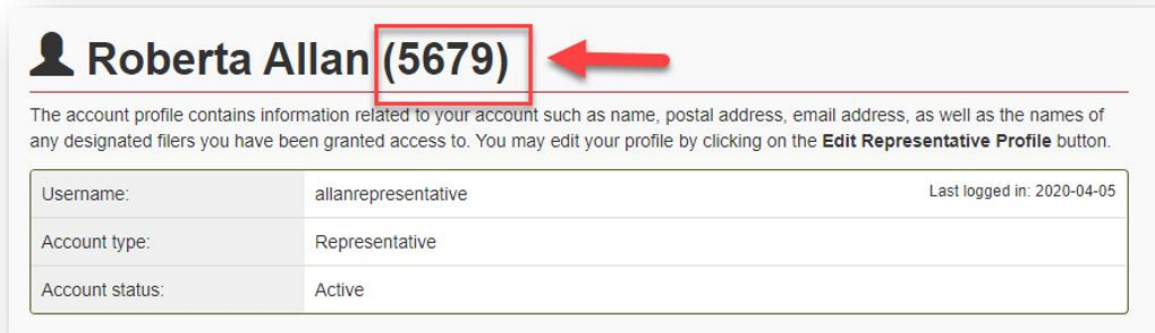 Roberta Allan (5679)
The account profile contains information related to your account such as name, postal address, email address, as well as the names of
any designated filers you have been granted access to. You may edit your profile by clicking on the Edit Representative Profile button.
Username: allanrepresentative Last logged in: 2020-04-05
Account type: Representative
Account status: Active